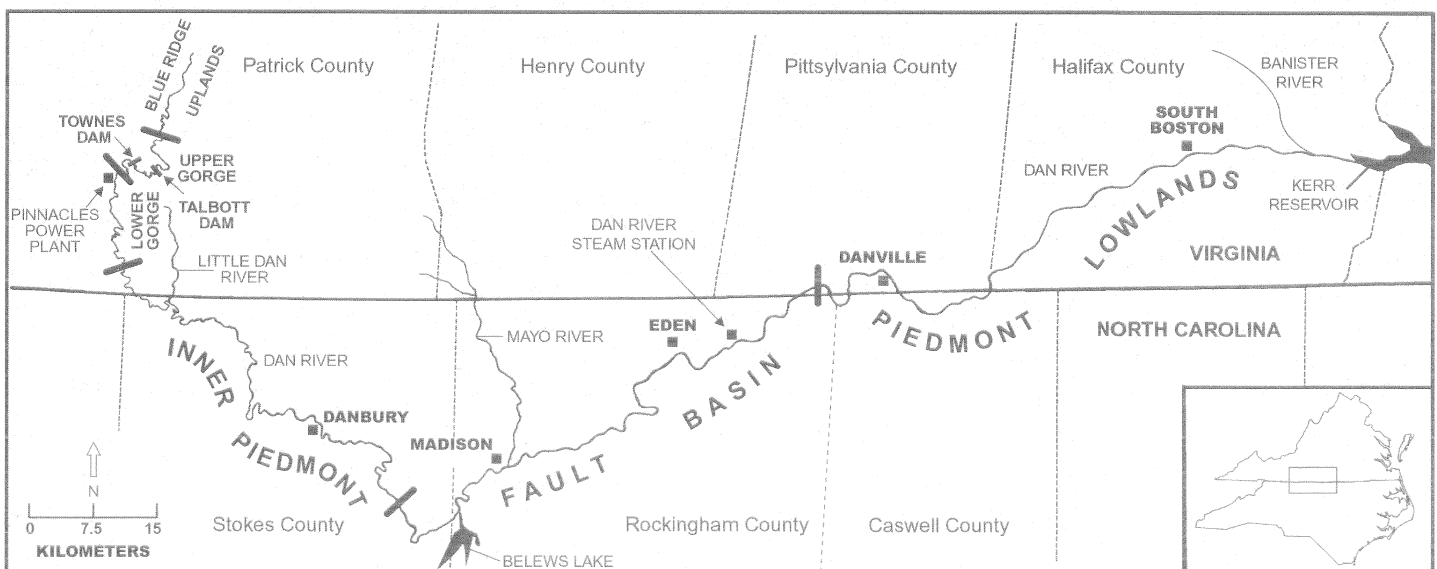 BLUE RIDGE
UPLANDS
Patrick County
Henry County
Pittsylvania County
Halifax County
BANISTER
RIVER
TOWNES
DAM
SOUTH
BOSTON
UPPER
GORGE
DAN RIVER
KERR
RESERVOIR
PINNACLES
POWER
PLANT
LOWER
GORGE
TALBOTT
DAM
DAN RIVER
STEAM STATION
LOWLANDS
LITTLE DAN
RIVER
DANVILLE
VIRGINIA
EDEN
PIEDMONT
NORTH CAROLINA
MAYO RIVER
INNER
DAN RIVER
BASIN
DANBURY
MADISON
PIEDMONT
FAULT
N
0 7.5 15
KILOMETERS
Stokes County
Rockingham County
Caswell County
BELEWS LAKE